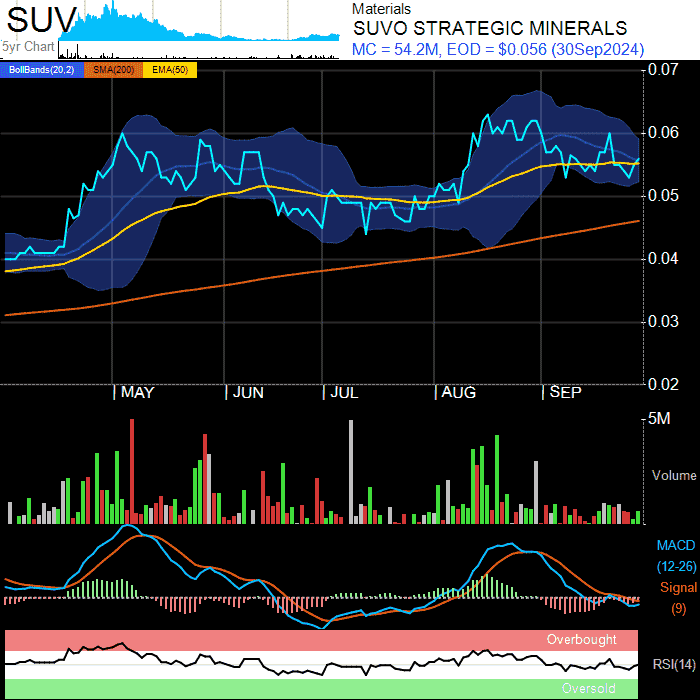 SUV
Materials
SUVO STRATEGIC MINERALS
5yr Chart
MC = 54.2M, EOD = $0.056 (30Sep2024)
BollBands(20,2) SMA(200) EMA(50)
0.07
0.06
0.05
0.04
0.03
0.02
MAY JUN JUL AUG SEP
5M
Volume
MACD
(12-26)
Signal
(9)
Overbought
RSI(14)
Oversold